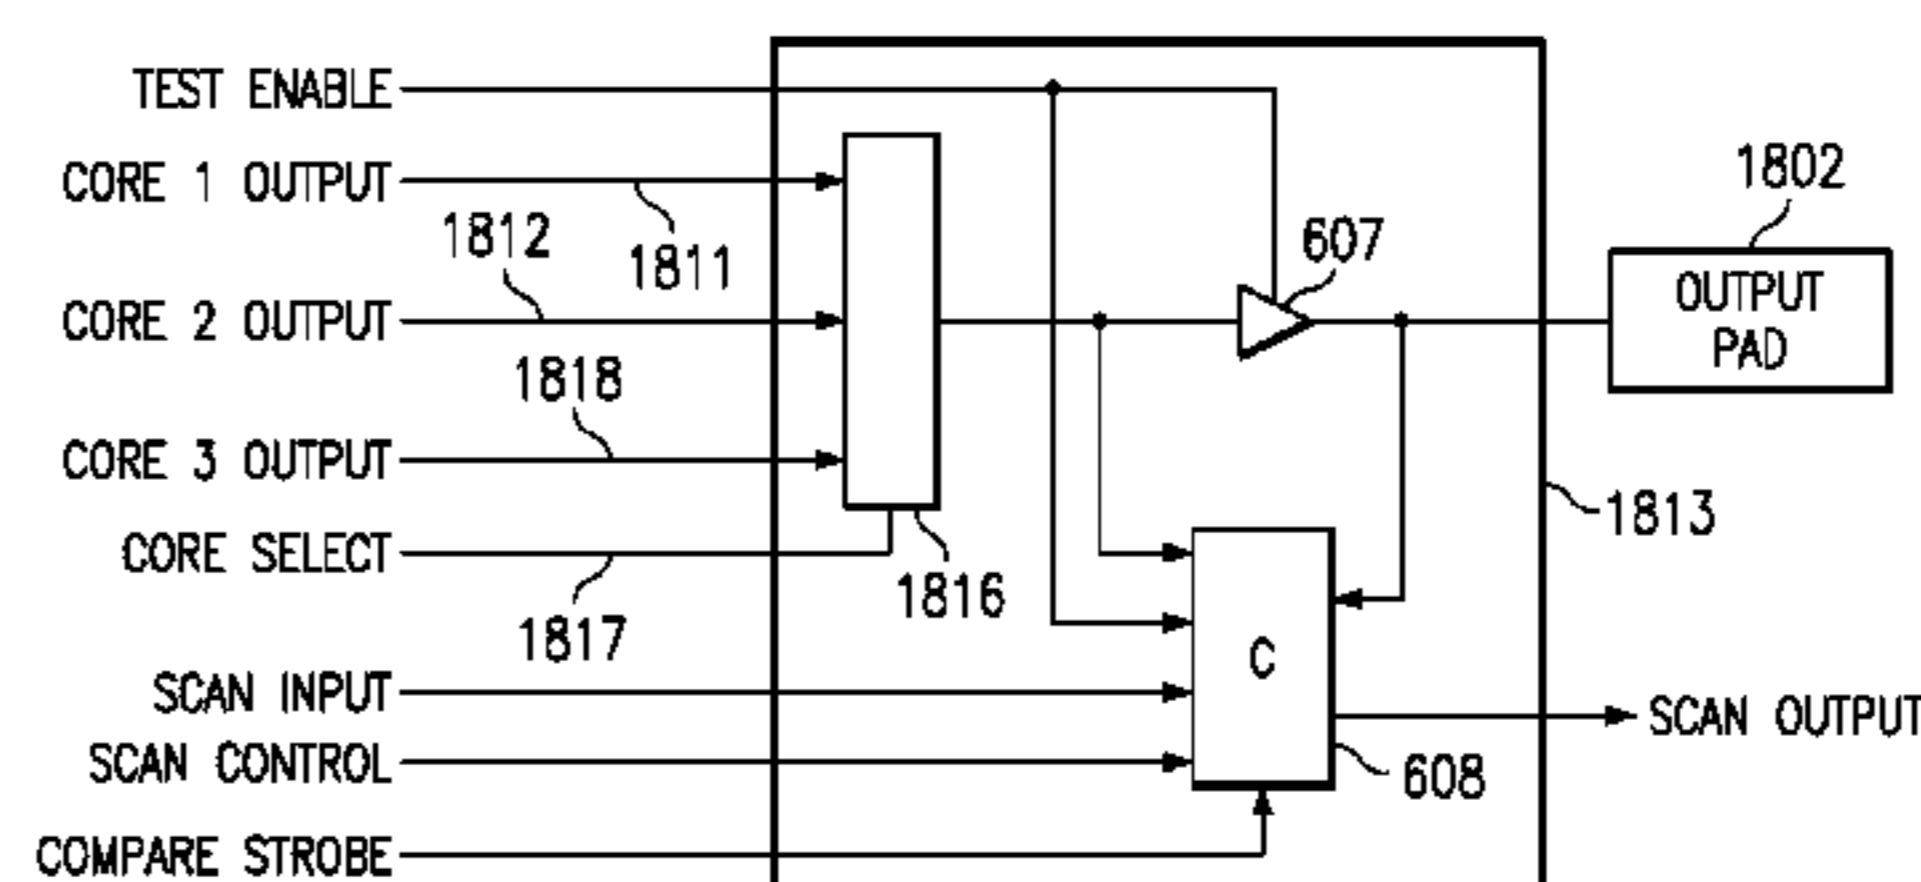 TEST ENABLE
1802
CORE 1 OUTPUT
1812
1811
607
OUTPUT
PAD
CORE 2 OUTPUT
1818
CORE 3 OUTPUT
1813
CORE SELECT
1816
1817
C
SCAN INPUT
SCAN OUTPUT
SCAN CONTROL
608
COMPARE STROBE